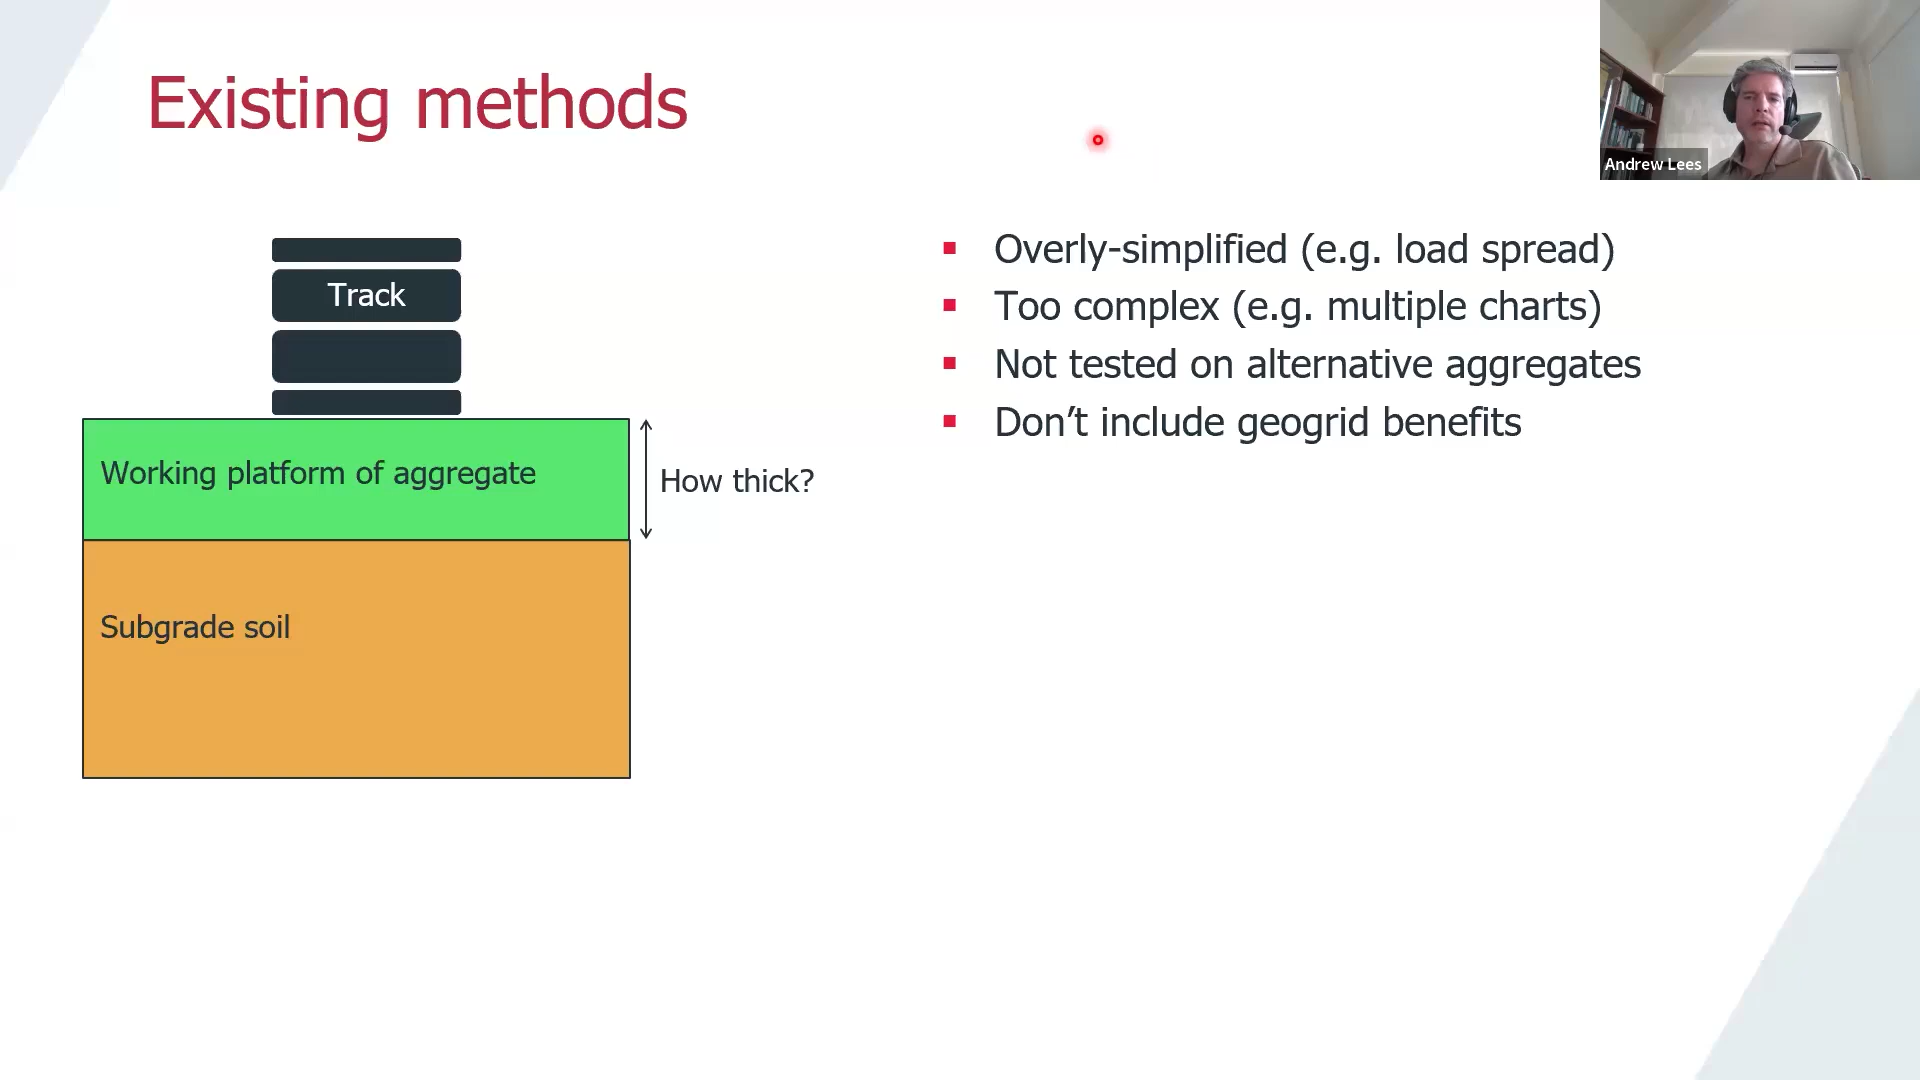 Existing methods
Andrew Lees
Track
Working platform of aggregate
How thick?
Subgrade soil
Overly-simplified (e.g. load spread)
Too complex (e.g. multiple charts)
Not tested on alternative aggregates
Don’t include geogrid benefits